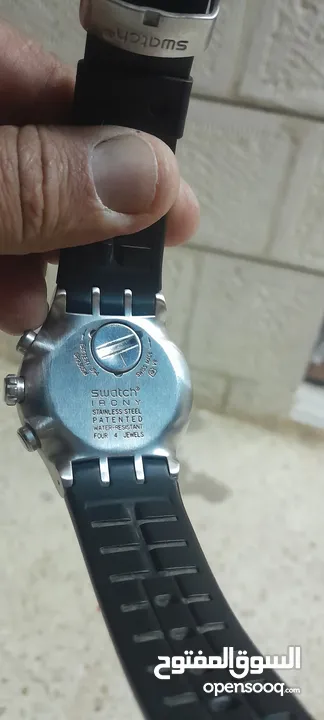 swatch
swatch
IRONY
STAINLESS STEEL
PATENTED
WATER-RESISTANT
FOUR 4 JEWELS
السوق المفتوح
opensooq.com